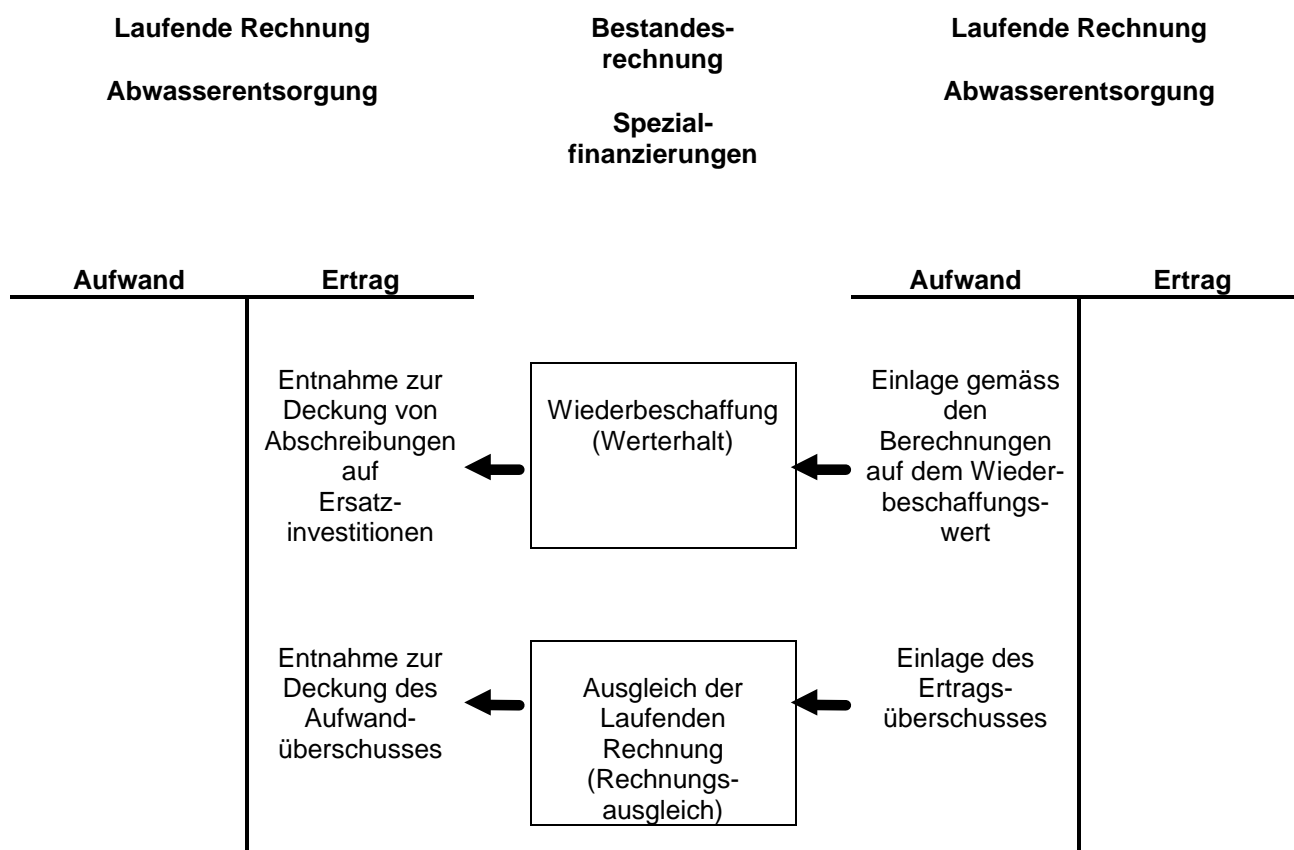 Laufende Rechnung
Abwasserentsorgung
Bestandes-
rechnung
Spezial-
finanzierungen
Laufende Rechnung
Abwasserentsorgung
Aufwand Ertrag
Aufwand Ertrag
Entnahme zur
Deckung von
Abschreibungen
auf
Ersatz-
investitionen
Wiederbeschaffung
(Werterhalt)
Einlage gemäss
den
Berechnungen
auf dem Wieder-
beschaffungs-
wert
Entnahme zur
Deckung des
Aufwand-
überschusses
Ausgleich der
Laufenden
Rechnung
(Rechnungs-
ausgleich)
Einlage des
Ertrags-
überschusses